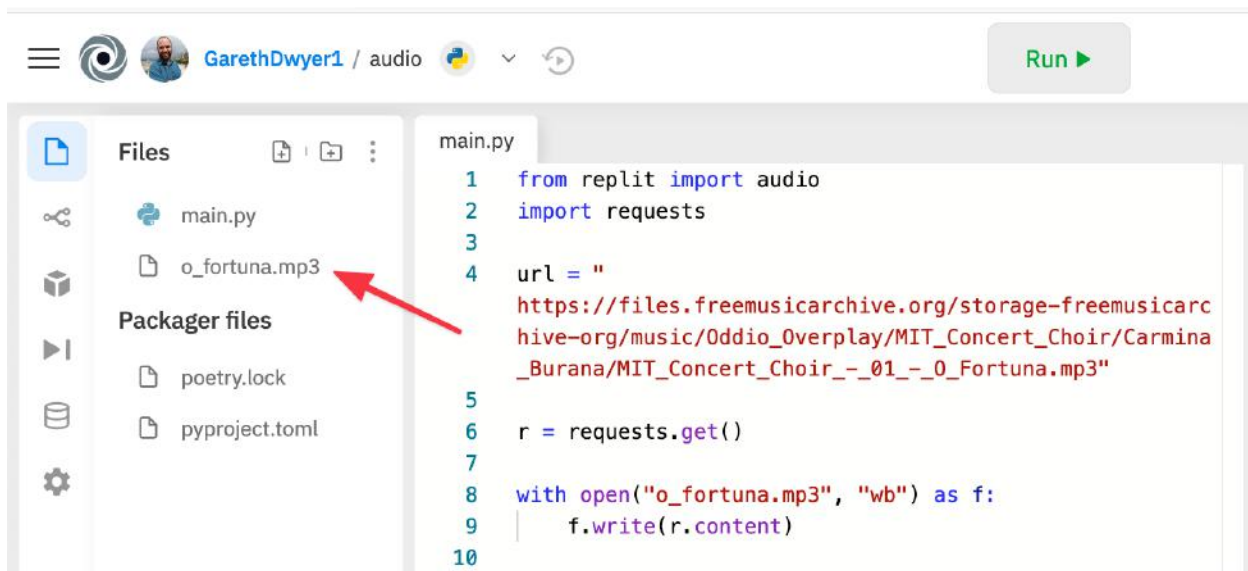 GarethDwyer1 / audio
Run
Files
main.py
o_fortuna.mp3
Packager files
poetry.lock
pyproject.toml
main.py
1 from replit import audio
2 import requests
3
4 url = "
https://files.freemusicarchive.org/storage-freemusicarc
hive-org/music/Oddio_Overplay/MIT_Concert_Choir/Carmina
_Burana/MIT_Concert_Choir_-_01_-_O_Fortuna.mp3"
5
6 r = requests.get()
7
8 with open("o_fortuna.mp3", "wb") as f:
9 f.write(r.content)
10